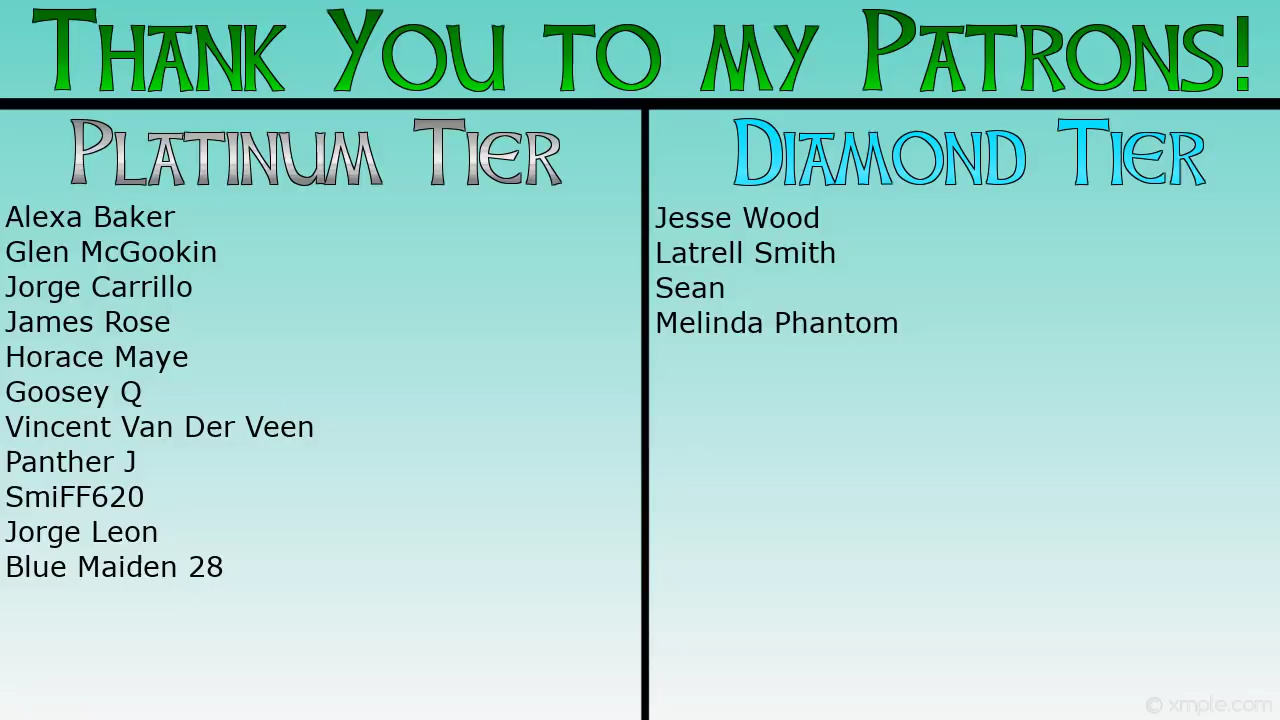 Thank You to my Patrons!
Platinum Tier
Alexa Baker
Glen McGookin
Jorge Carrillo
James Rose
Horace Maye
Goosey Q
Vincent Van Der Veen
Panther J
SmiFF620
Jorge Leon
Blue Maiden 28
Diamond Tier
Jesse Wood
Latrell Smith
Sean
Melinda Phantom
© xmple.com